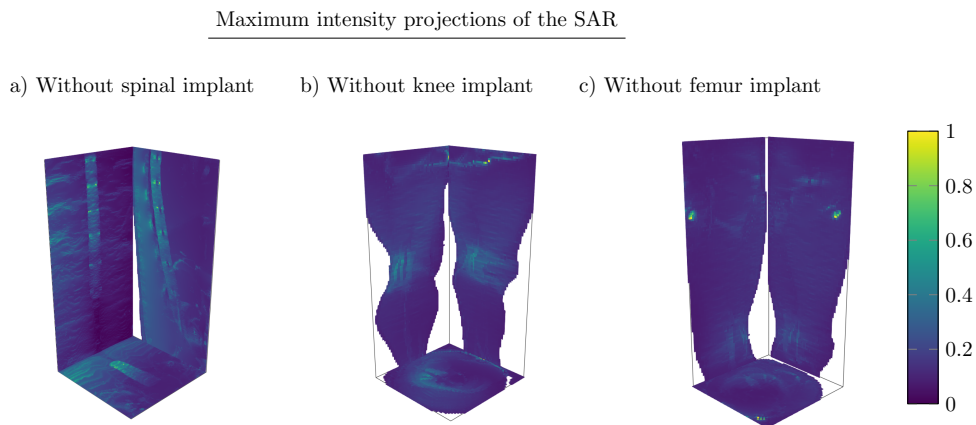 Maximum intensity projections of the SAR
a) Without spinal implant
b) Without knee implant
c) Without femur implant
1
0.8
0.6
0.4
0.2
0